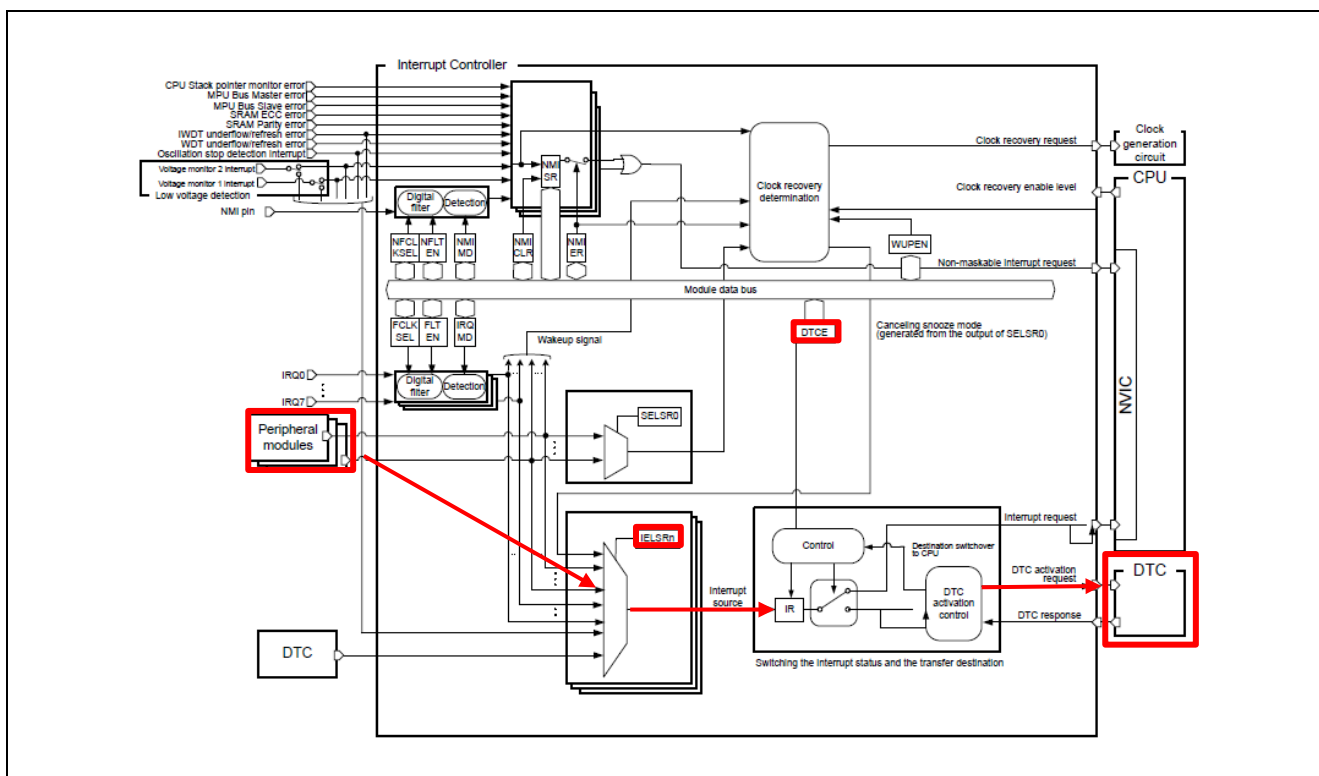 Interrupt Controller
CPU Stack pointer monitor error
MPU Bus Master error
MPU Bus Slave error
SRAM ECC error
SRAM Parity error
IWDT underflow/refresh error
WDT underflow/refresh error
Oscillation stop detection interrupt
Voltage monitor 2 interrupt
Voltage monitor 1 interrupt
Low voltage detection
NMI pin
Digital
filter
Detection
NMI
SR
NFCL
KSEL
NFLT
EN
NMI
MD
NMI
CLR
NMI
ER
Clock recovery
determination
WUPEN
Clock recovery request
Clock
generation
circuit
Clock recovery enable level
CPU
Non-maskable interrupt request
Module data bus
FCLK
SEL
FLT
EN
IRQ
MD
Wakeup signal
DTCE
Canceling snooze mode
(generated from the output of SELSR0)
IRQ0
IRQ7
Digital
filter
Detection
NVIC
Peripheral
modules
SELSR0
IELSRn
Interrupt
source
Control
Destination switchover
to CPU
IR
DTC
activation
control
Interrupt request
DTC activation
request
DTC response
DTC
DTC
Switching the interrupt status and the transfer destination